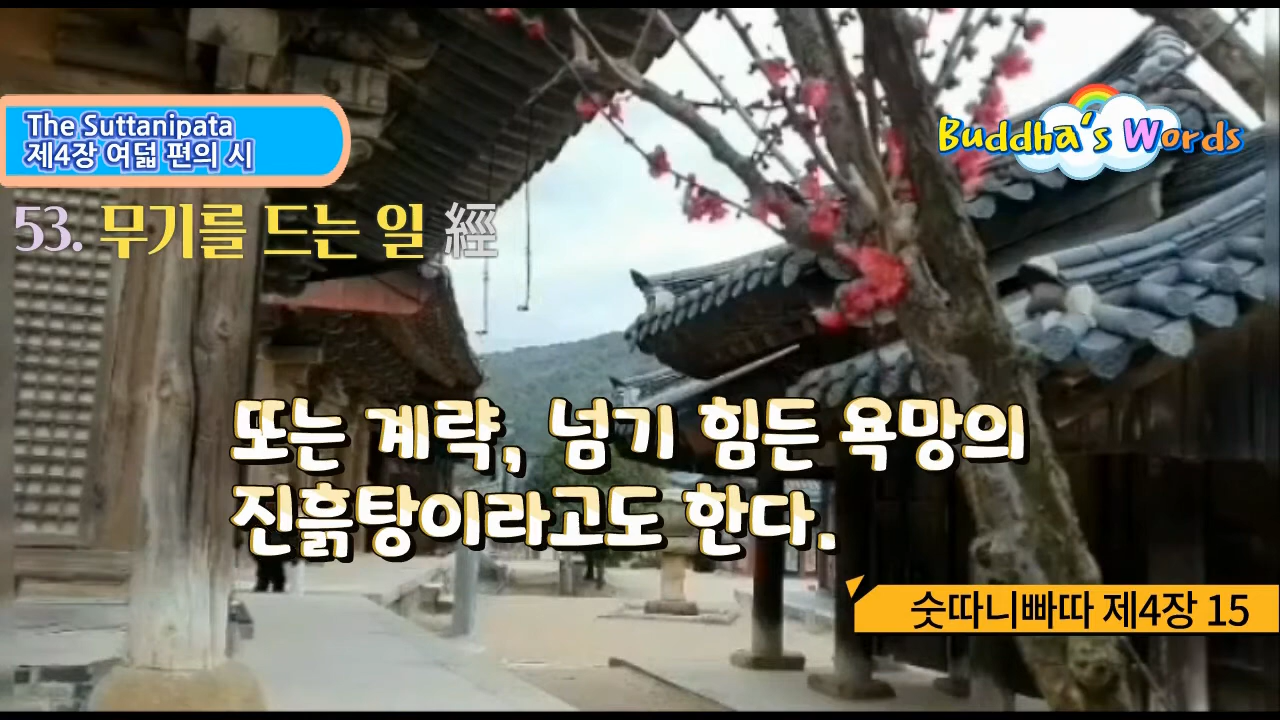 The Suttanipata
제4장 여덟 편의 시
Buddha's Words
53. 무기를 드는 일 經
또는 계략, 넘기 힘든 욕망의
진흙탕이라고도 한다.
숫따니빠따 제4장 15